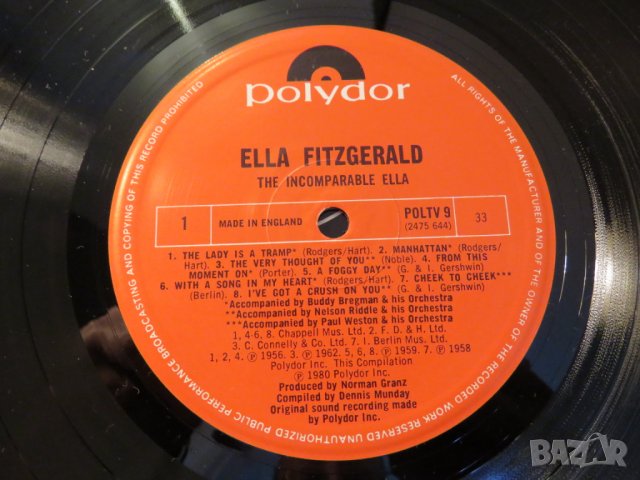 polydor
ELLA FITZGERALD
THE INCOMPARABLE ELLA
1 MADE IN ENGLAND POLTV 9 (2475 644) 33
1. THE LADY IS A TRAMP* (Rodgers/Hart). 2. MANHATTAN* (Rodgers/
Hart). 3. THE VERY THOUGHT OF YOU** (Noble). 4. FROM THIS
MOMENT ON* (Porter). 5. A FOGGY DAY** (G. & I. Gershwin)
6. WITH A SONG IN MY HEART* (Rodgers/Hart). 7. CHEEK TO CHEEK***
(Berlin). 8. I'VE GOT A CRUSH ON YOU** (G. & I. Gershwin)
*Accompanied by Buddy Bregman & his Orchestra
**Accompanied by Nelson Riddle & his Orchestra
***Accompanied by Paul Weston & his Orchestra
1, 4-6, 8. Chappell Mus. Ltd. 2. F. D. & H. Ltd.
3. C. Connelly & Co. Ltd. 7. I. Berlin Mus. Ltd.
1, 2, 4. ℗ 1956. 3. ℗ 1962. 5, 6, 8. ℗ 1959. 7. ℗ 1958
Polydor Inc. This Compilation
℗ 1980 Polydor Inc.
Produced by Norman Granz
Compiled by Dennis Munday
Original sound recording made
by Polydor Inc.
ALL RIGHTS OF THE MANUFACTURER AND OF THE OWNER OF THE RECORDED WORK RESERVED UNAUTHORIZED PUBLIC PERFORMANCE BROADCASTING AND COPYING OF THIS RECORD PROHIBITED
BAZAR
bg